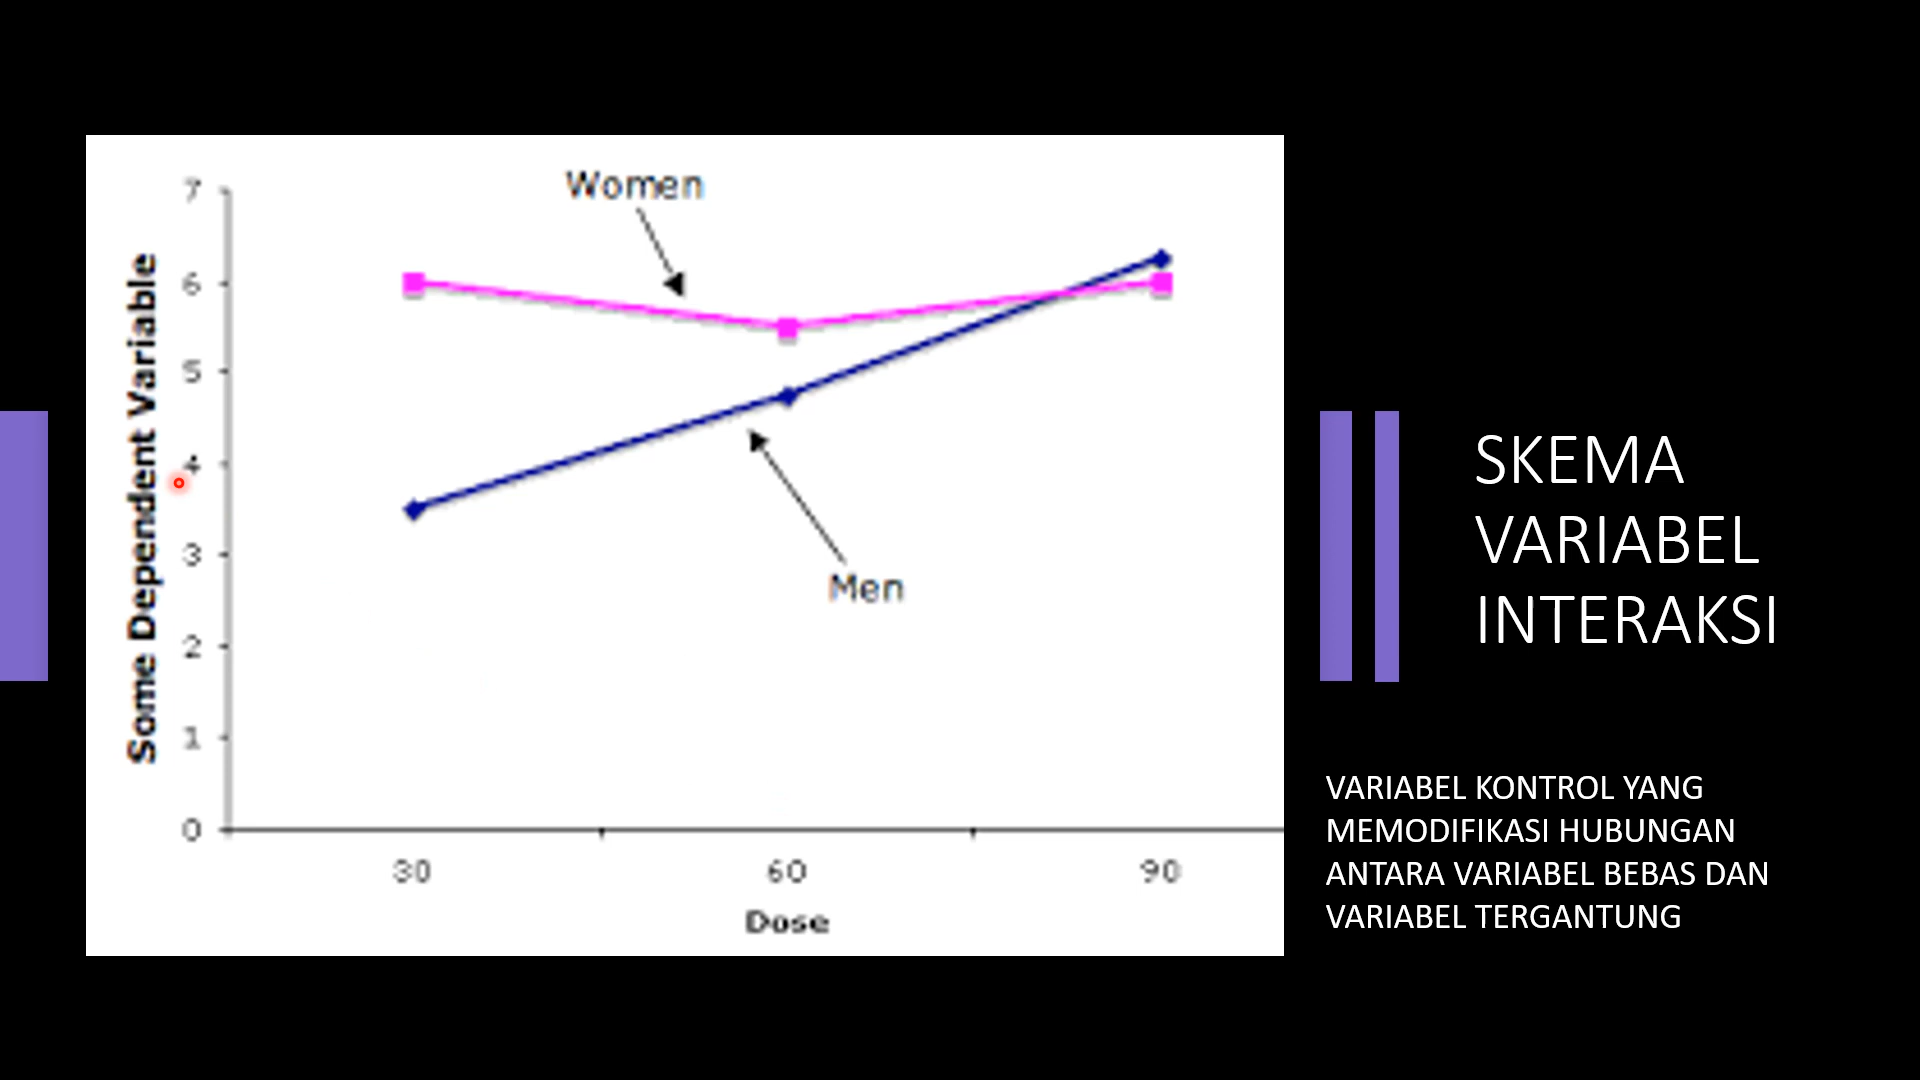 Women
7
6
5
4
3
2
1
0
Some Dependent Variable
Men
30 60 90
Dose
SKEMA
VARIABEL
INTERAKSI
VARIABEL KONTROL YANG
MEMODIFIKASI HUBUNGAN
ANTARA VARIABEL BEBAS DAN
VARIABEL TERGANTUNG